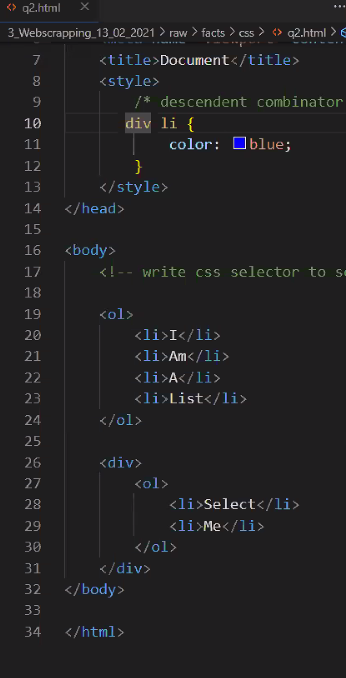 q2.html
3_Webscrapping_13_02_2021 > raw > facts > css > q2.html >
7 <title>Document</title>
8 <style>
9 /* descendent combinator
10 div li {
11 color: blue;
12 }
13 </style>
14 </head>
15
16 <body>
17 <!-- write css selector to s
18
19 <ol>
20 <li>I</li>
21 <li>Am</li>
22 <li>A</li>
23 <li>List</li>
24 </ol>
25
26 <div>
27 <ol>
28 <li>Select</li>
29 <li>Me</li>
30 </ol>
31 </div>
32 </body>
33
34 </html>